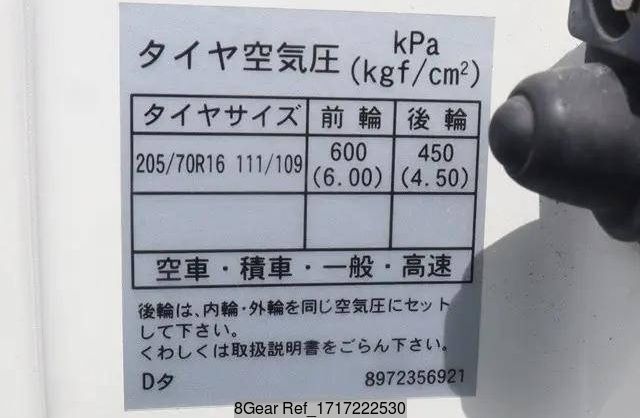 タイヤ空気圧 kPa
(kgf/cm²)
タイヤサイズ 前輪 後輪
205/70R16 111/109 600 450
(6.00) (4.50)
空車・積車・一般・高速
後輪は、内輪・外輪を同じ空気圧にセット
して下さい。
くわしくは取扱説明書をごらん下さい。
Dタ 8972356921
8Gear Ref_1717222530